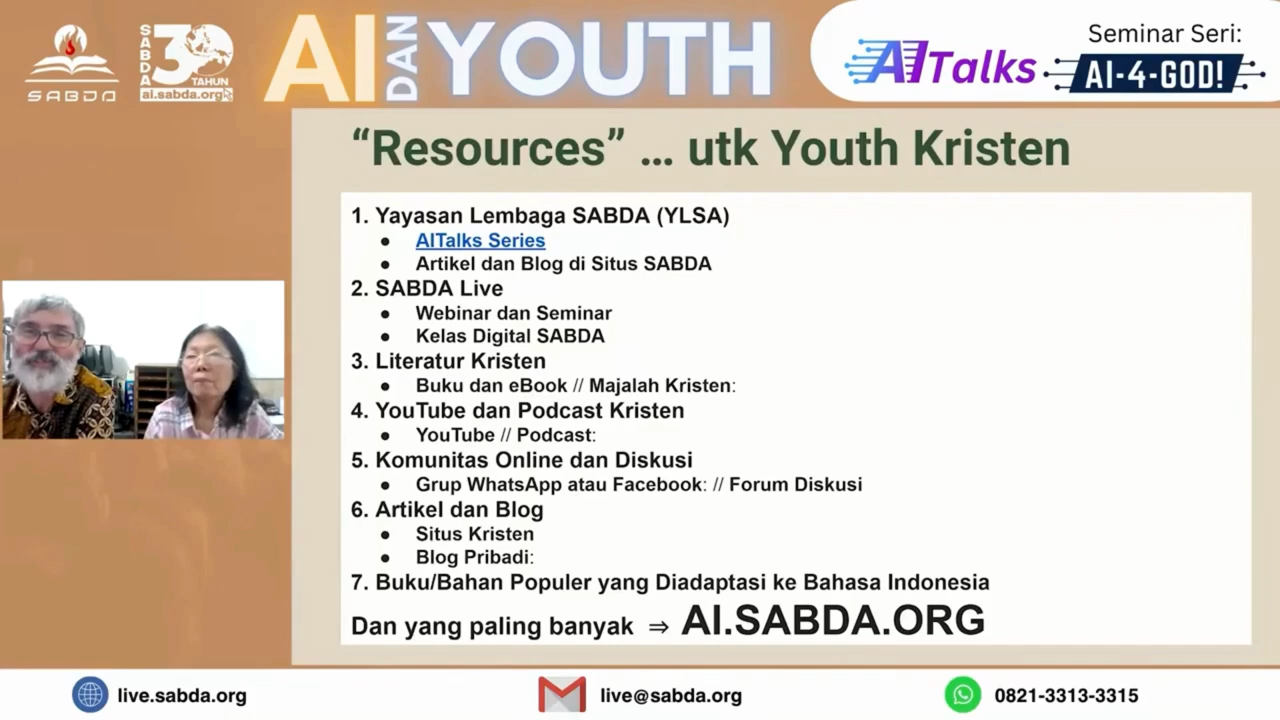 SABDA
SABDA 30 TAHUN
ai.sabda.org
AI DAN YOUTH
AITalks
Seminar Seri:
AI-4-GOD!
“Resources” ... utk Youth Kristen
1. Yayasan Lembaga SABDA (YLSA)
● AITalks Series
● Artikel dan Blog di Situs SABDA
2. SABDA Live
● Webinar dan Seminar
● Kelas Digital SABDA
3. Literatur Kristen
● Buku dan eBook // Majalah Kristen:
4. YouTube dan Podcast Kristen
● YouTube // Podcast:
5. Komunitas Online dan Diskusi
● Grup WhatsApp atau Facebook: // Forum Diskusi
6. Artikel dan Blog
● Situs Kristen
● Blog Pribadi:
7. Buku/Bahan Populer yang Diadaptasi ke Bahasa Indonesia
Dan yang paling banyak ⇒ AI.SABDA.ORG
live.sabda.org
live@sabda.org
0821-3313-3315